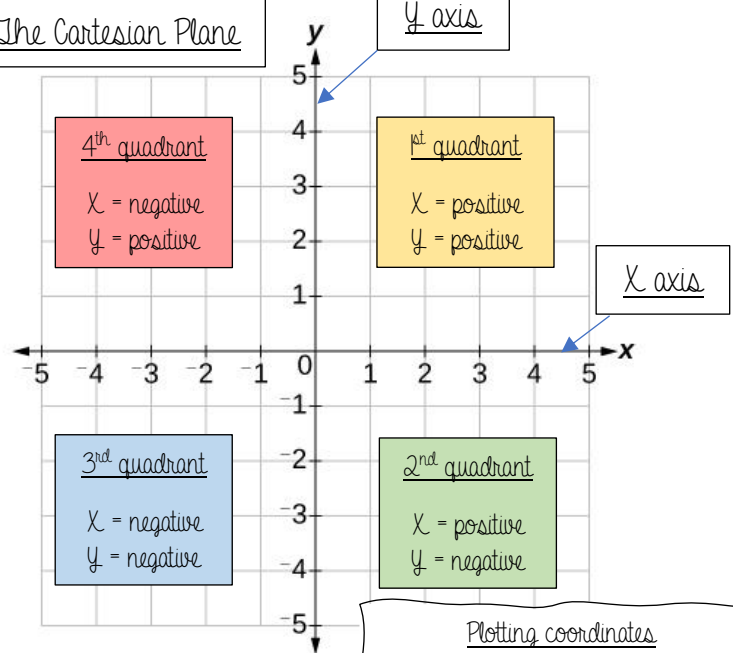 The Cartesian Plane
Y axis
y
5
4th quadrant
X = negative
Y = positive
1st quadrant
X = positive
Y = positive
4
3
2
1
X axis
x
-5 -4 -3 -2 -1 0 1 2 3 4 5
-1
-2
-3
-4
-5
3rd quadrant
X = negative
Y = negative
2nd quadrant
X = positive
Y = negative
Plotting coordinates